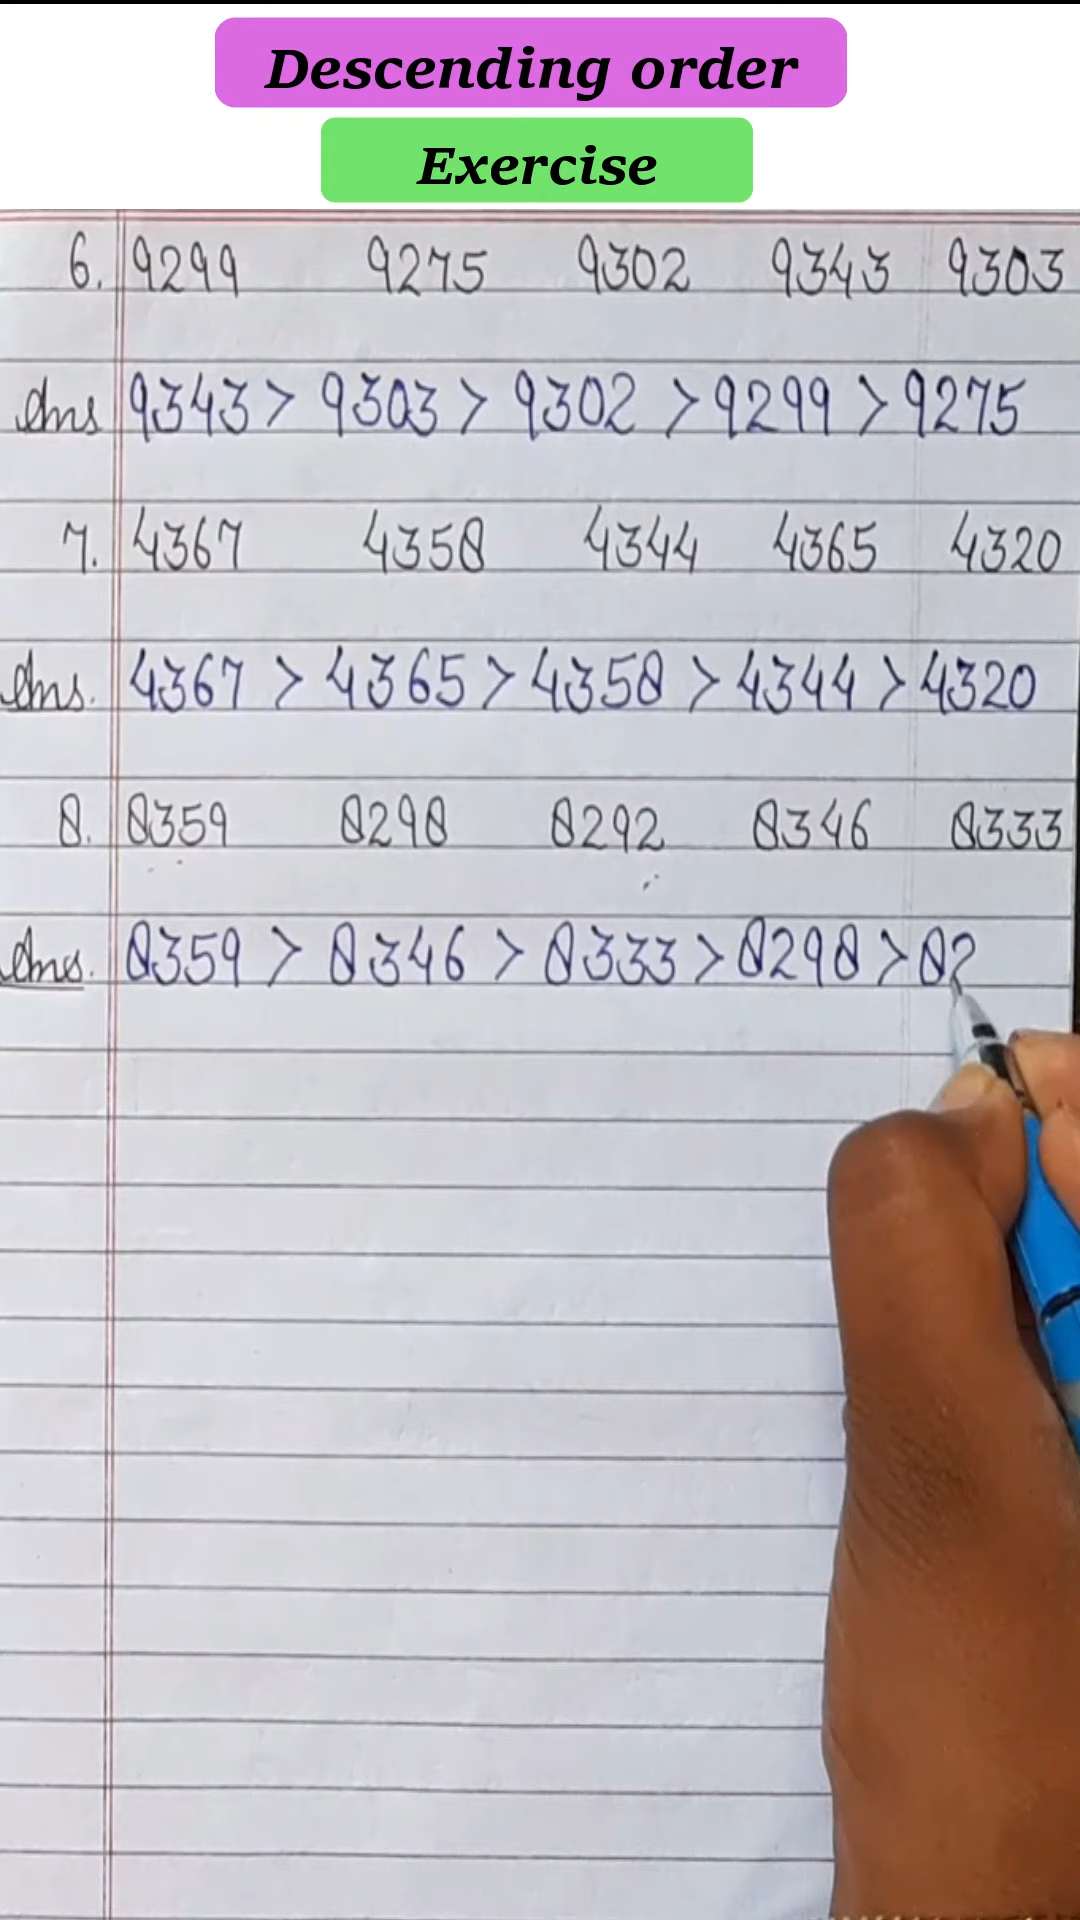 Descending order
Exercise
6. 9299 9275 9302 9343 9303
Ans 9343 > 9303 > 9302 > 9299 > 9275
7. 4367 4358 4344 4365 4320
Ans. 4367 > 4365 > 4358 > 4344 > 4320
8. 8359 8298 8292 8346 8333
Ans. 8359 > 8346 > 8333 > 8298 > 82